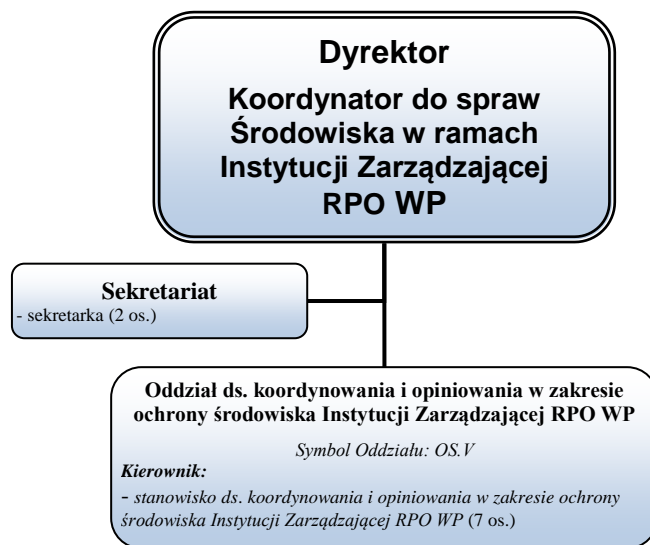 Dyrektor
Koordynator do spraw
Środowiska w ramach
Instytucji Zarządzającej
RPO WP
Sekretariat
- sekretarka (2 os.)
Oddział ds. koordynowania i opiniowania w zakresie
ochrony środowiska Instytucji Zarządzającej RPO WP
Symbol Oddziału: OS.V
Kierownik:
- stanowisko ds. koordynowania i opiniowania w zakresie ochrony
środowiska Instytucji Zarządzającej RPO WP (7 os.)